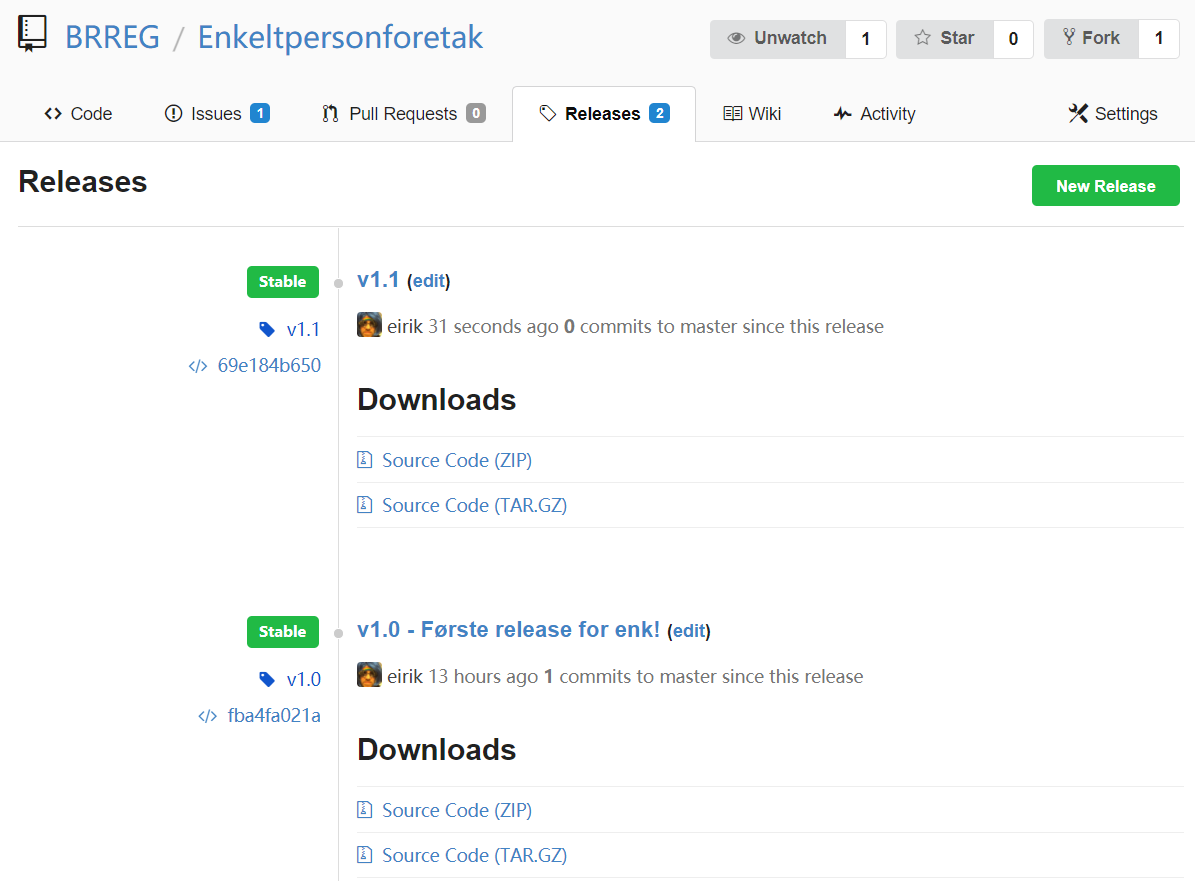 BRREG / Enkeltpersonforetak
Unwatch 1 Star 0 Fork 1
Code Issues 1 Pull Requests 0 Releases 2 Wiki Activity Settings
Releases
New Release
Stable
v1.1
69e184b650
v1.1 (edit)
eirik 31 seconds ago 0 commits to master since this release
Downloads
Source Code (ZIP)
Source Code (TAR.GZ)
Stable
v1.0
fba4fa021a
v1.0 - Første release for enk! (edit)
eirik 13 hours ago 1 commits to master since this release
Downloads
Source Code (ZIP)
Source Code (TAR.GZ)